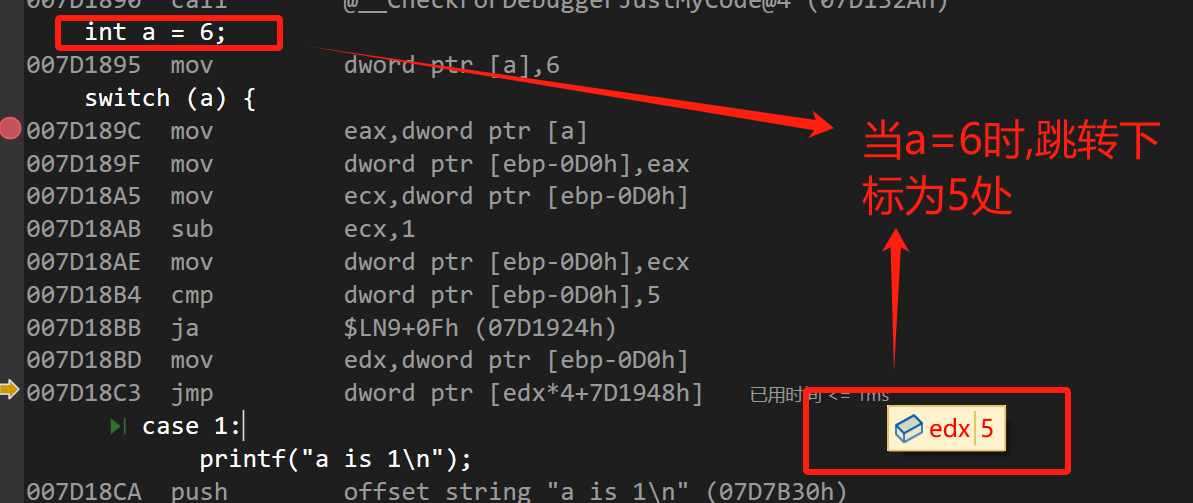 007D1890 call @__CheckForDebuggerJustMyCode@4 (07D132Ah)
int a = 6;
007D1895 mov dword ptr [a],6
switch (a) {
007D189C mov eax,dword ptr [a]
007D189F mov dword ptr [ebp-0D0h],eax
007D18A5 mov ecx,dword ptr [ebp-0D0h]
007D18AB sub ecx,1
007D18AE mov dword ptr [ebp-0D0h],ecx
007D18B4 cmp dword ptr [ebp-0D0h],5
007D18BB ja $LN9+0Fh (07D1924h)
007D18BD mov edx,dword ptr [ebp-0D0h]
007D18C3 jmp dword ptr [edx*4+7D1948h] 已用时间 <= 1ms
case 1:
printf("a is 1\n");
007D18CA push offset string "a is 1\n" (07D7B30h)
当a=6时,跳转下
标为5处
edx 5